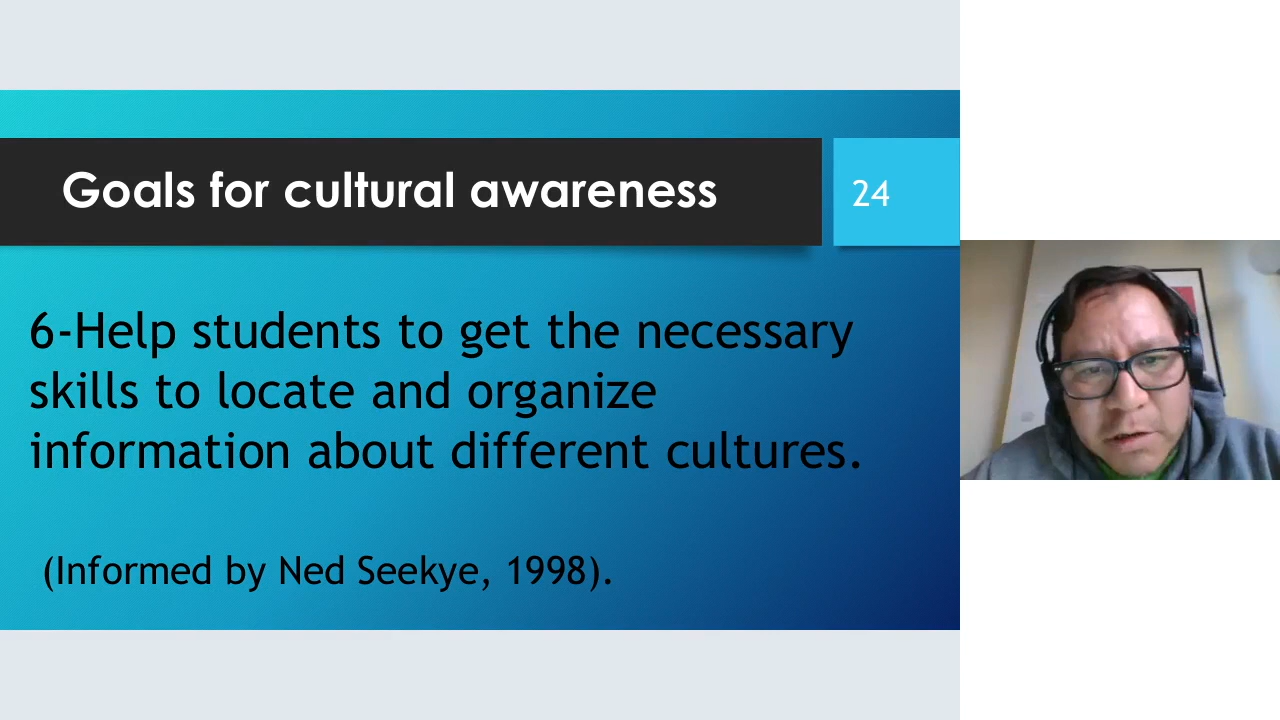 Goals for cultural awareness
24
6-Help students to get the necessary
skills to locate and organize
information about different cultures.
(Informed by Ned Seekye, 1998).